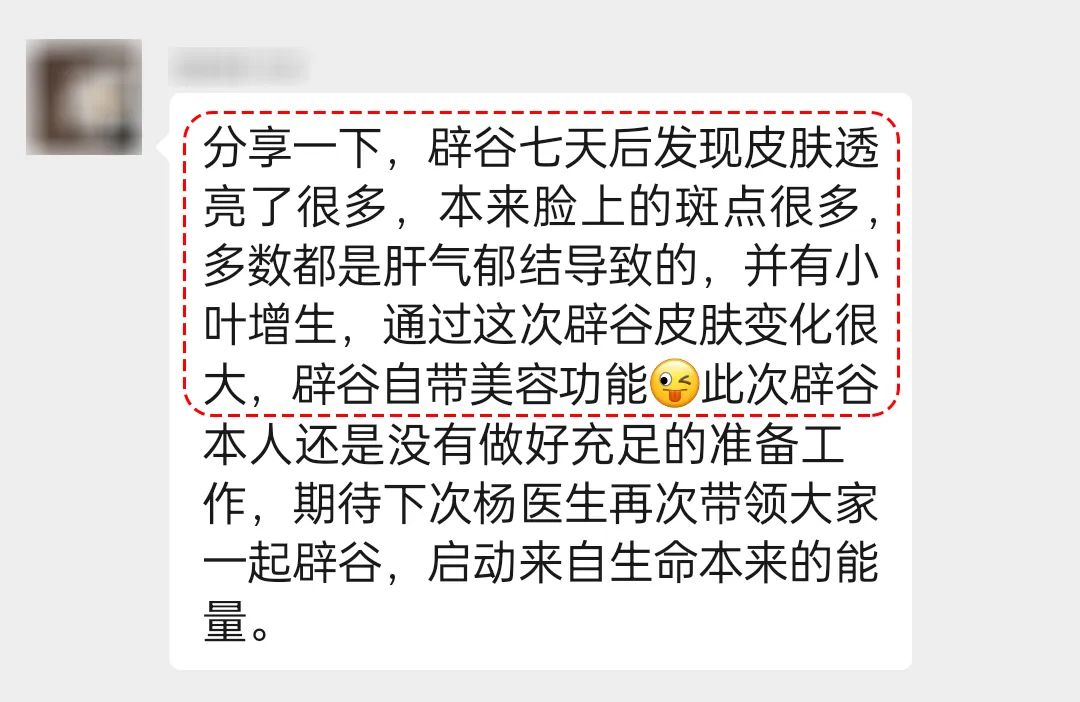 分享一下，辟谷七天后发现皮肤透
亮了很多，本来脸上的斑点很多，
多数都是肝气郁结导致的，并有小
叶增生，通过这次辟谷皮肤变化很
大，辟谷自带美容功能😜此次辟谷
本人还是没有做好充足的准备工
作，期待下次杨医生再次带领大家
一起辟谷，启动来自生命本来的能
量。